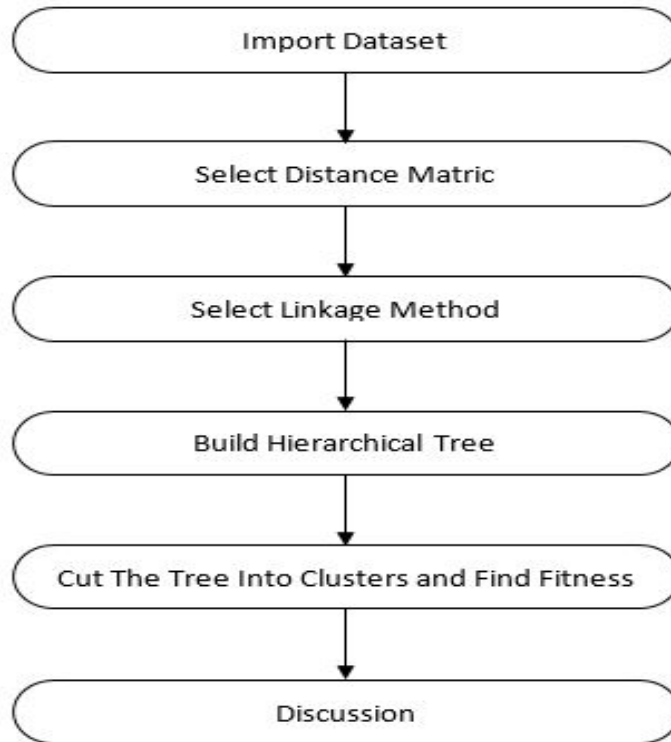 Import Dataset
Select Distance Matric
Select Linkage Method
Build Hierarchical Tree
Cut The Tree Into Clusters and Find Fitness
Discussion